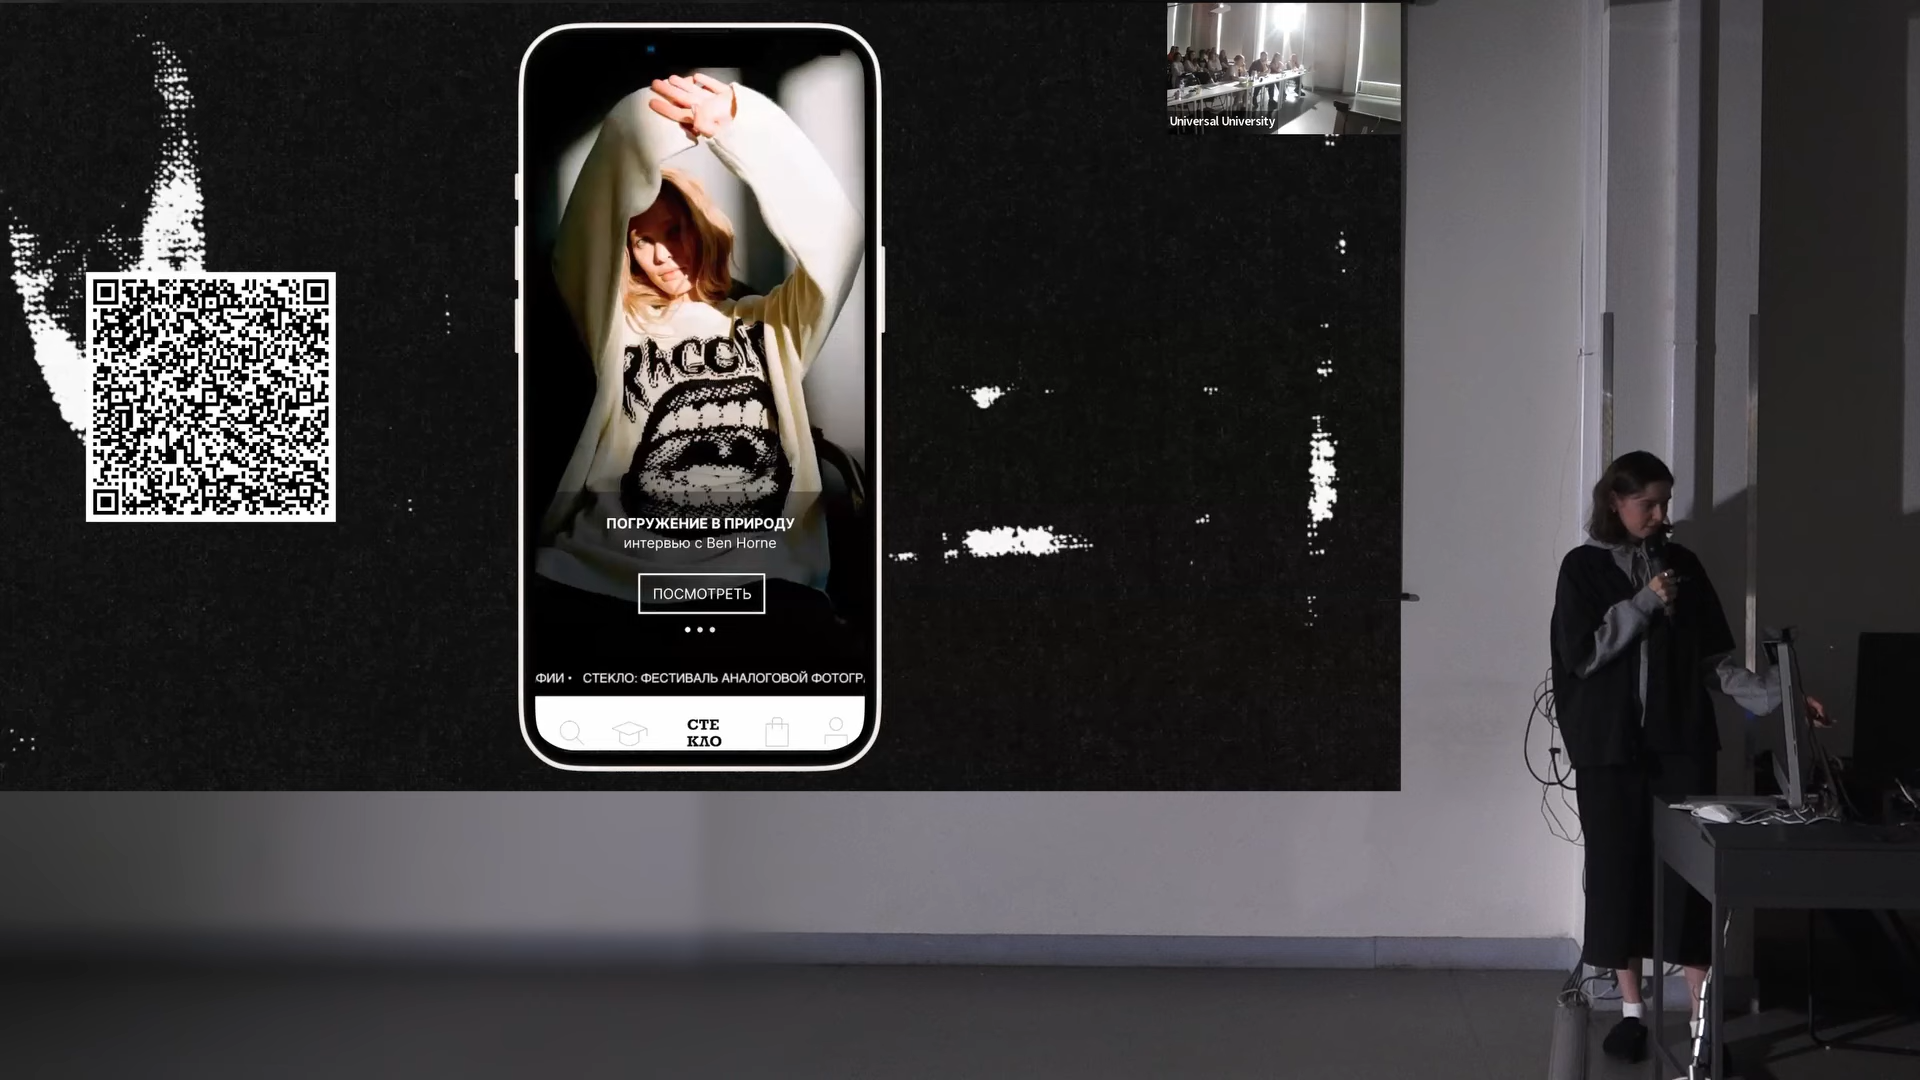 Universal University
ПОГРУЖЕНИЕ В ПРИРОДУ
интервью с Ben Horne
ПОСМОТРЕТЬ
ФИИ • СТЕКЛО: ФЕСТИВАЛЬ АНАЛОГОВОЙ ФОТОГР
СТЕ
КЛО